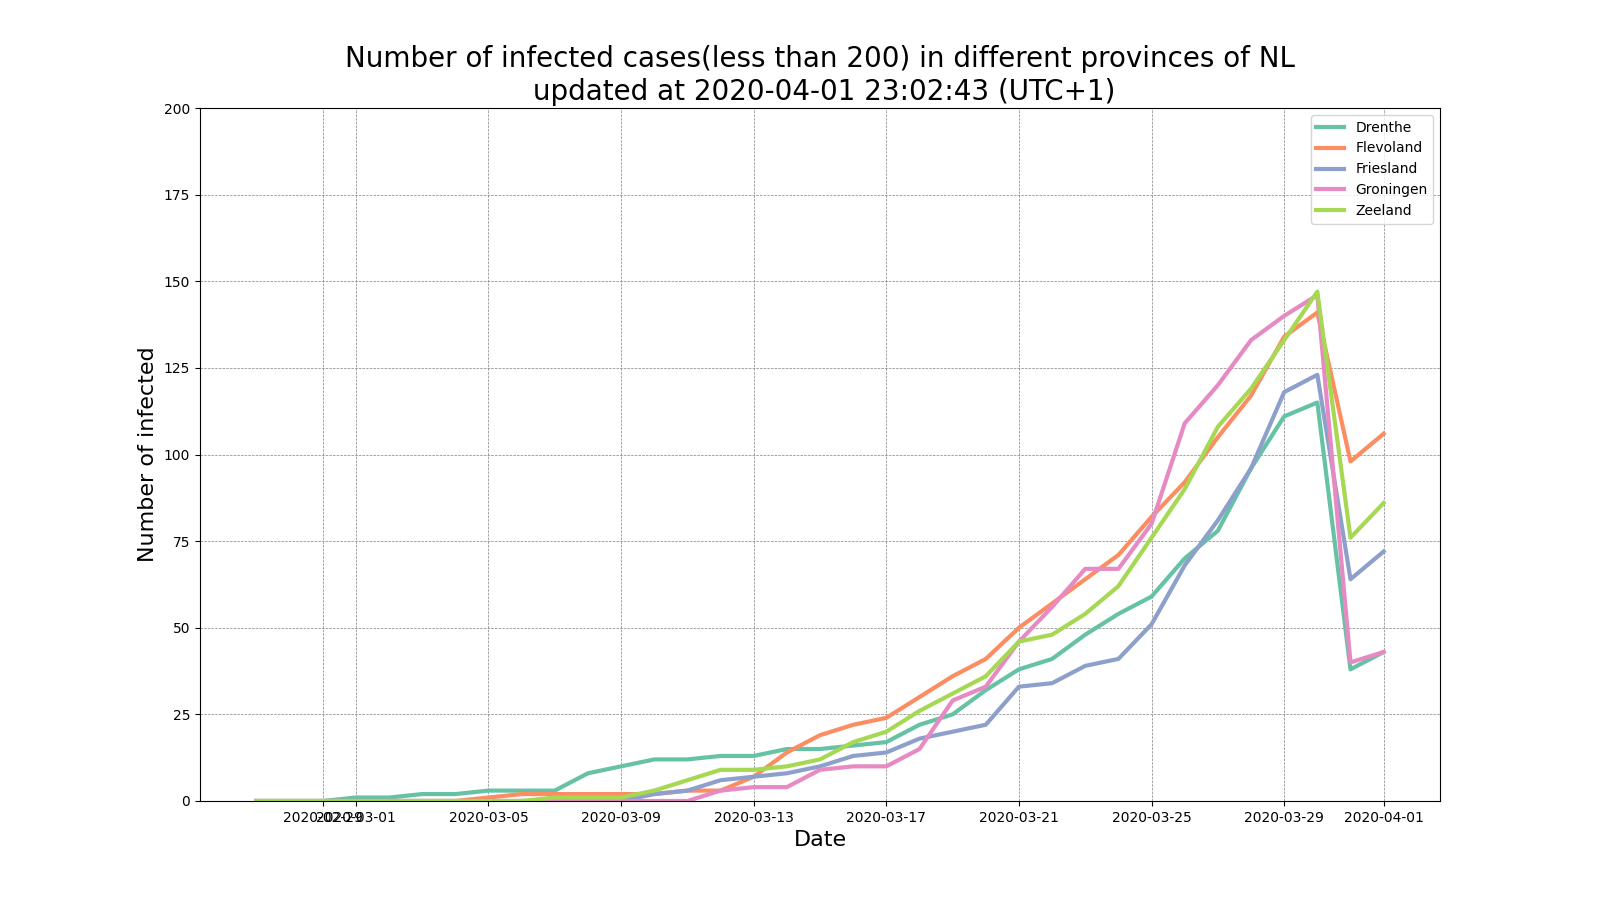 Number of infected cases(less than 200) in different provinces of NL
updated at 2020-04-01 23:02:43 (UTC+1)
Number of infected
200
175
150
125
100
75
50
25
0
Drenthe
Flevoland
Friesland
Groningen
Zeeland
2020-02-29 2020-03-01 2020-03-05 2020-03-09 2020-03-13 2020-03-17 2020-03-21 2020-03-25 2020-03-29 2020-04-01
Date